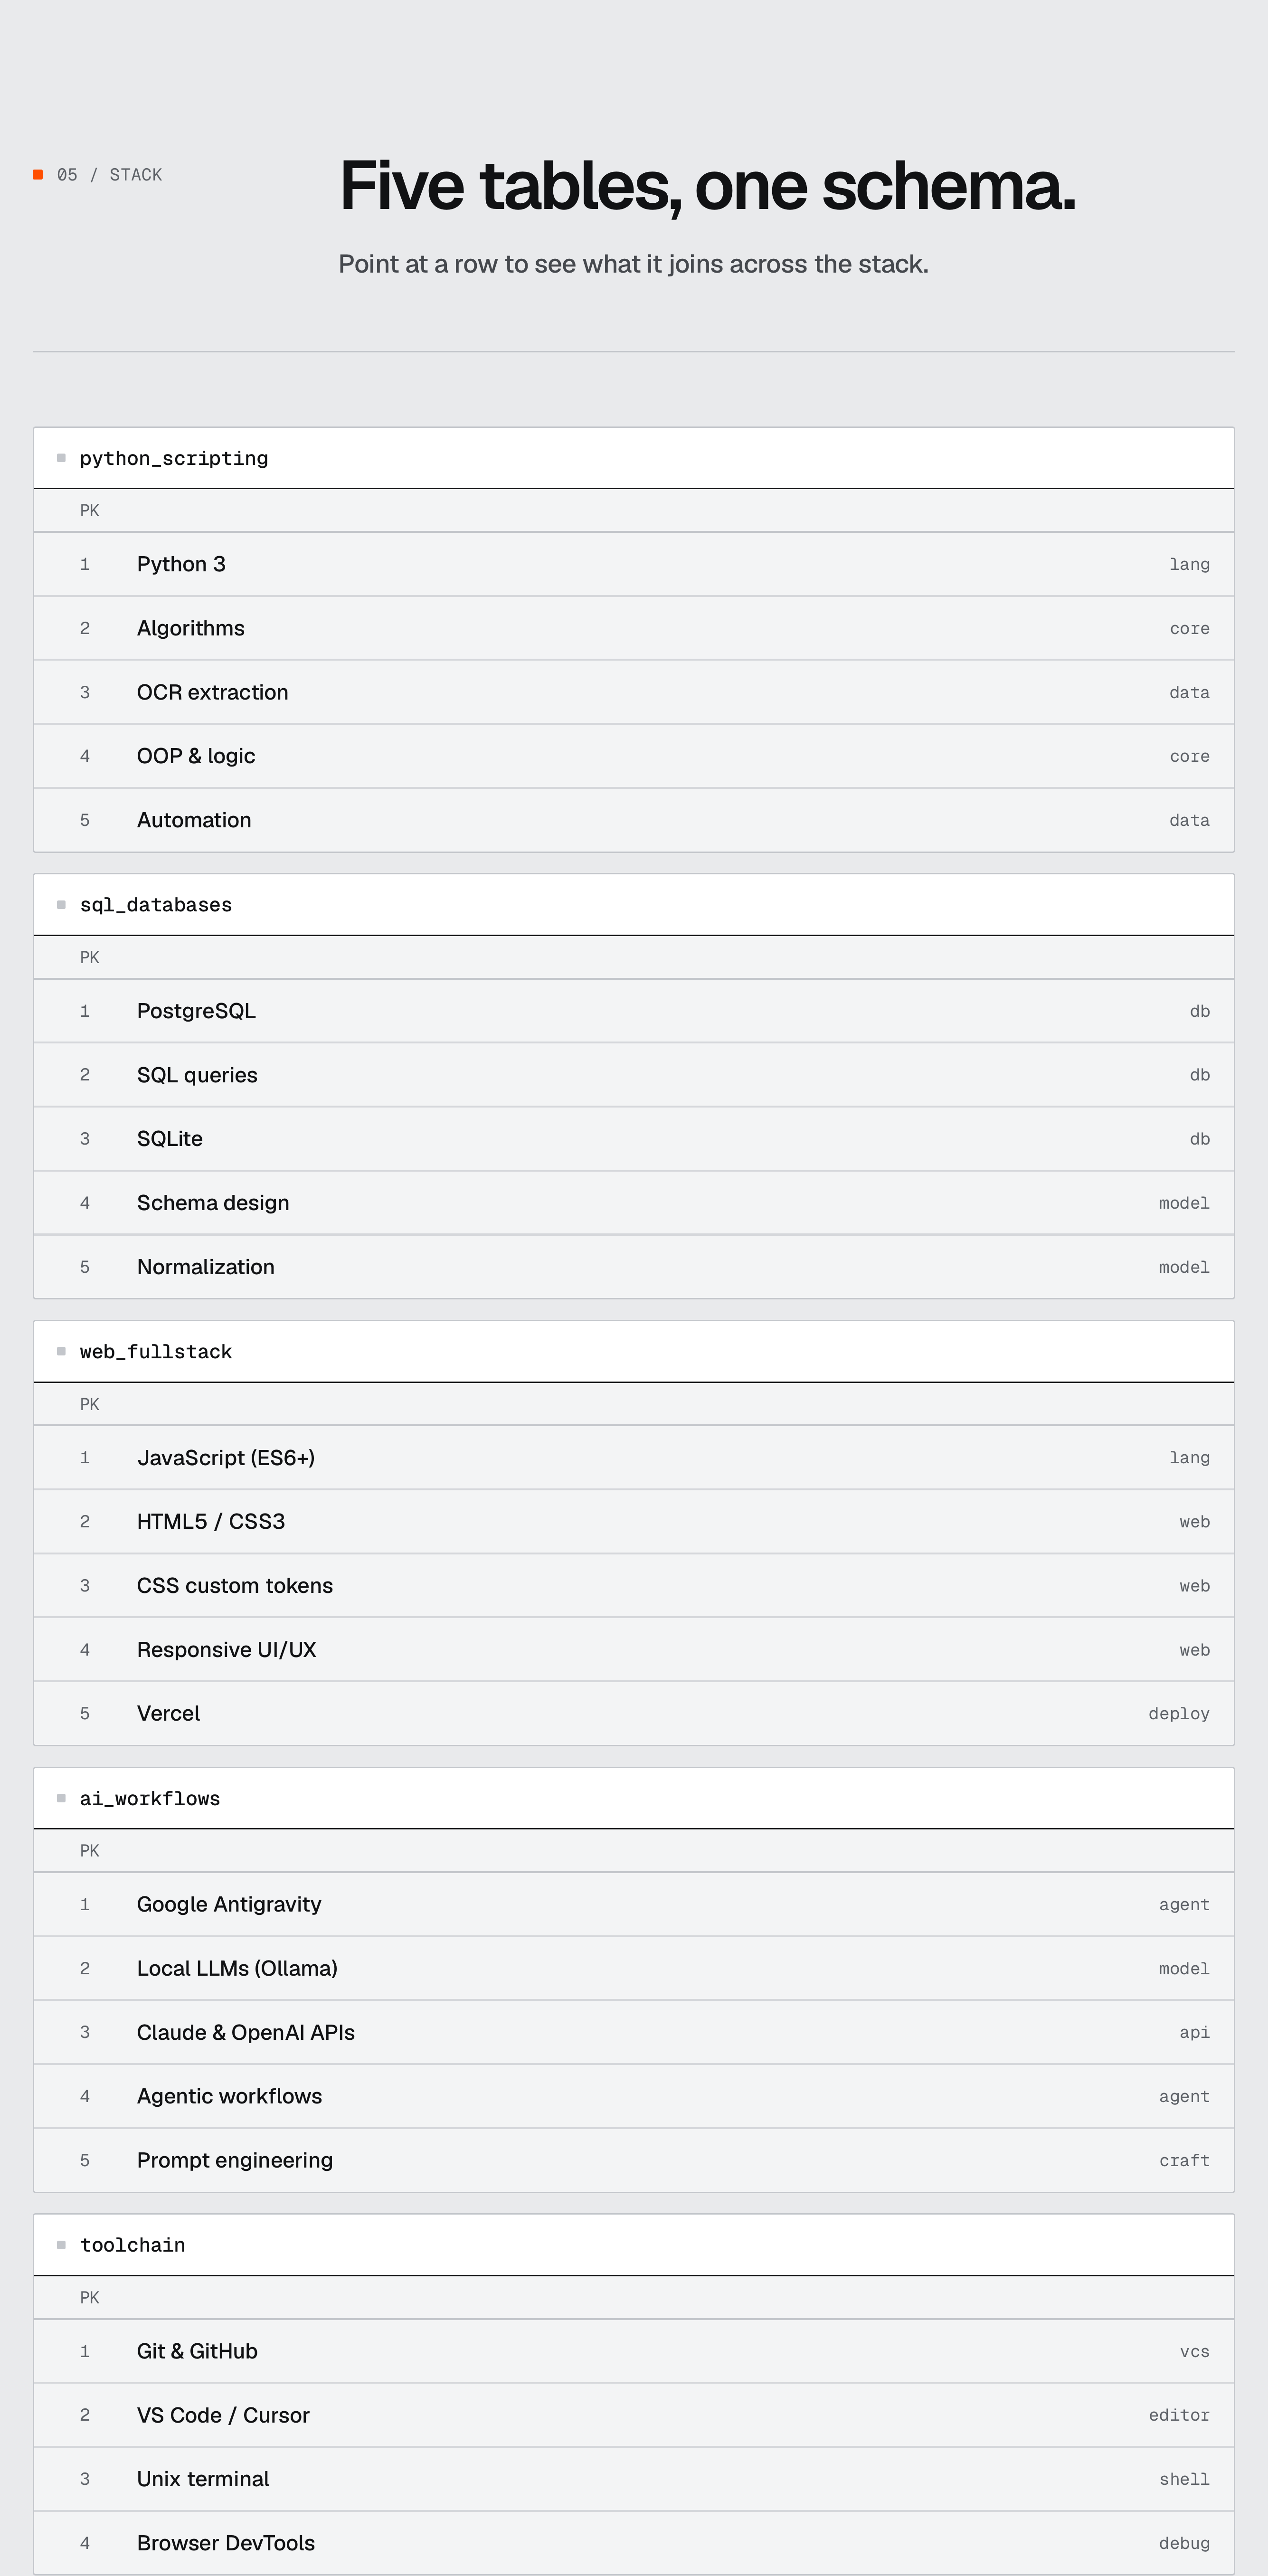 05 / STACK
Five tables, one schema.
Point at a row to see what it joins across the stack.
python_scripting
PK
1 Python 3 lang
2 Algorithms core
3 OCR extraction data
4 OOP & logic core
5 Automation data
sql_databases
PK
1 PostgreSQL db
2 SQL queries db
3 SQLite db
4 Schema design model
5 Normalization model
web_fullstack
PK
1 JavaScript (ES6+) lang
2 HTML5 / CSS3 web
3 CSS custom tokens web
4 Responsive UI/UX web
5 Vercel deploy
ai_workflows
PK
1 Google Antigravity agent
2 Local LLMs (Ollama) model
3 Claude & OpenAI APIs api
4 Agentic workflows agent
5 Prompt engineering craft
toolchain
PK
1 Git & GitHub vcs
2 VS Code / Cursor editor
3 Unix terminal shell
4 Browser DevTools debug